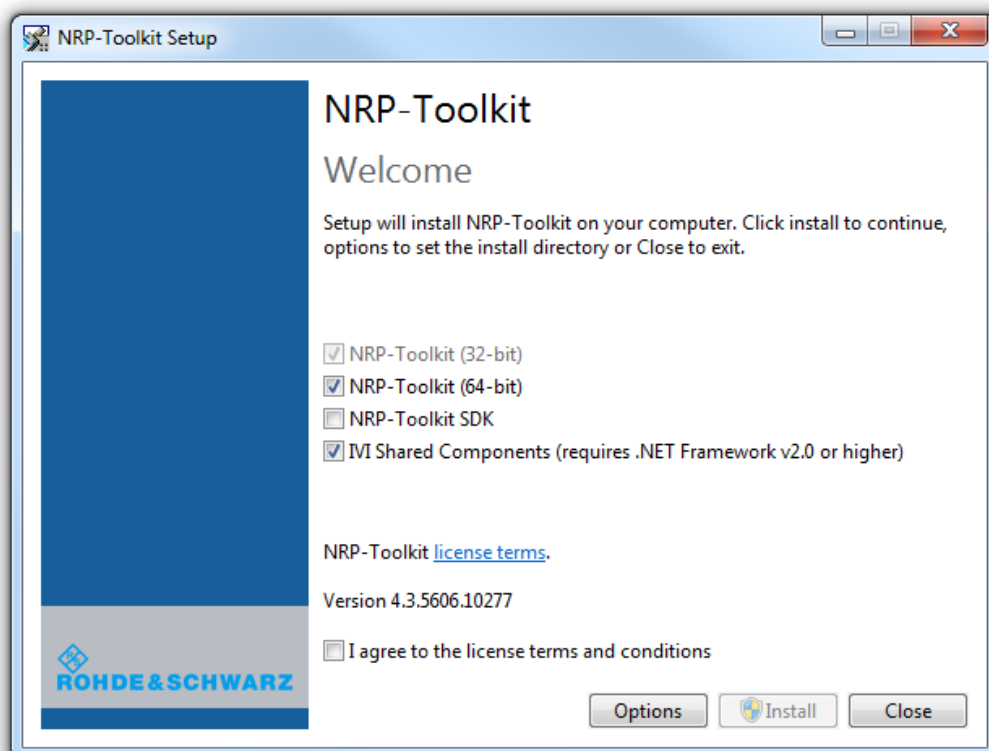 NRP-Toolkit Setup
NRP-Toolkit
Welcome
Setup will install NRP-Toolkit on your computer. Click install to continue,
options to set the install directory or Close to exit.
NRP-Toolkit (32-bit)
NRP-Toolkit (64-bit)
NRP-Toolkit SDK
IVI Shared Components (requires .NET Framework v2.0 or higher)
NRP-Toolkit license terms.
Version 4.3.5606.10277
I agree to the license terms and conditions
ROHDE&SCHWARZ
Options Install Close